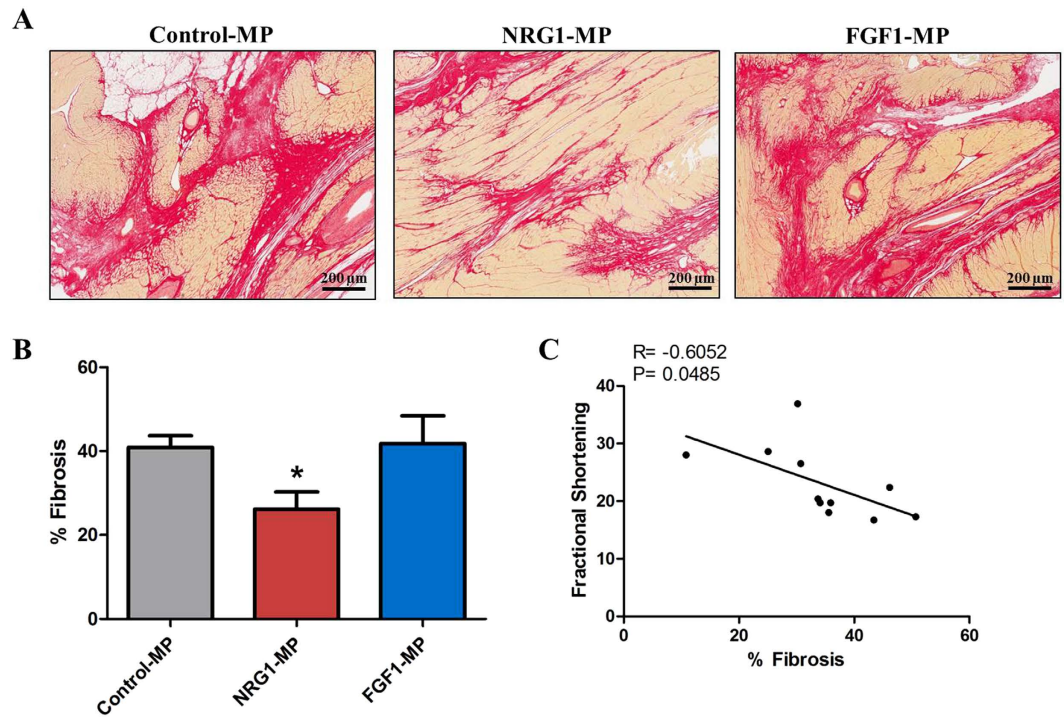 A
Control-MP
NRG1-MP
FGF1-MP
200 µm
200 µm
200 µm
B
% Fibrosis
60
40
20
0
*
Control-MP
NRG1-MP
FGF1-MP
C
R= -0.6052
P= 0.0485
Fractional Shortening
40
30
20
10
0
0
20
40
60
% Fibrosis